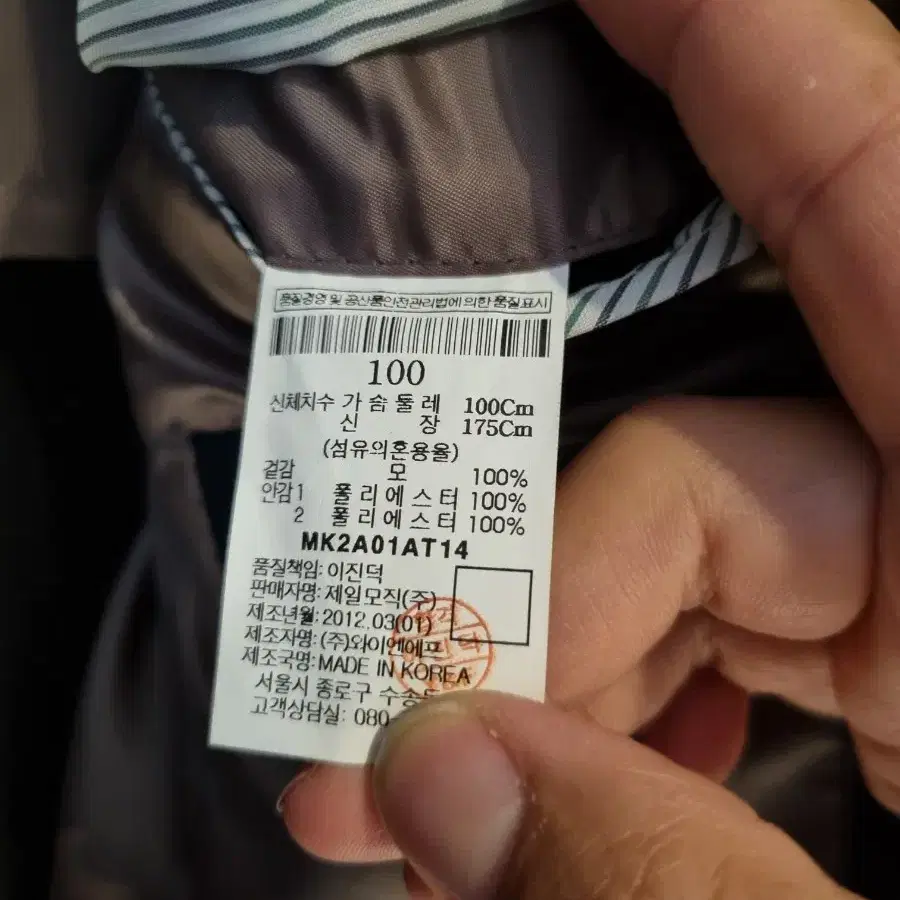 품질경영 및 공산품안전관리법에 의한 품질표시
100
신체치수 가 슴 둘 레 100Cm
신 장 175Cm
(섬유의혼용율)
겉감 모 100%
안감1 폴 리 에 스 터 100%
2 폴 리 에 스 터 100%
MK2A01AT14
품질책임: 이진덕
판매자명: 제일모직(주)
제조년월: 2012.03(01)
제조자명: (주)와이엔에프
제조국명: MADE IN KOREA
서울시 종로구 수송동
고객상담실: 080-